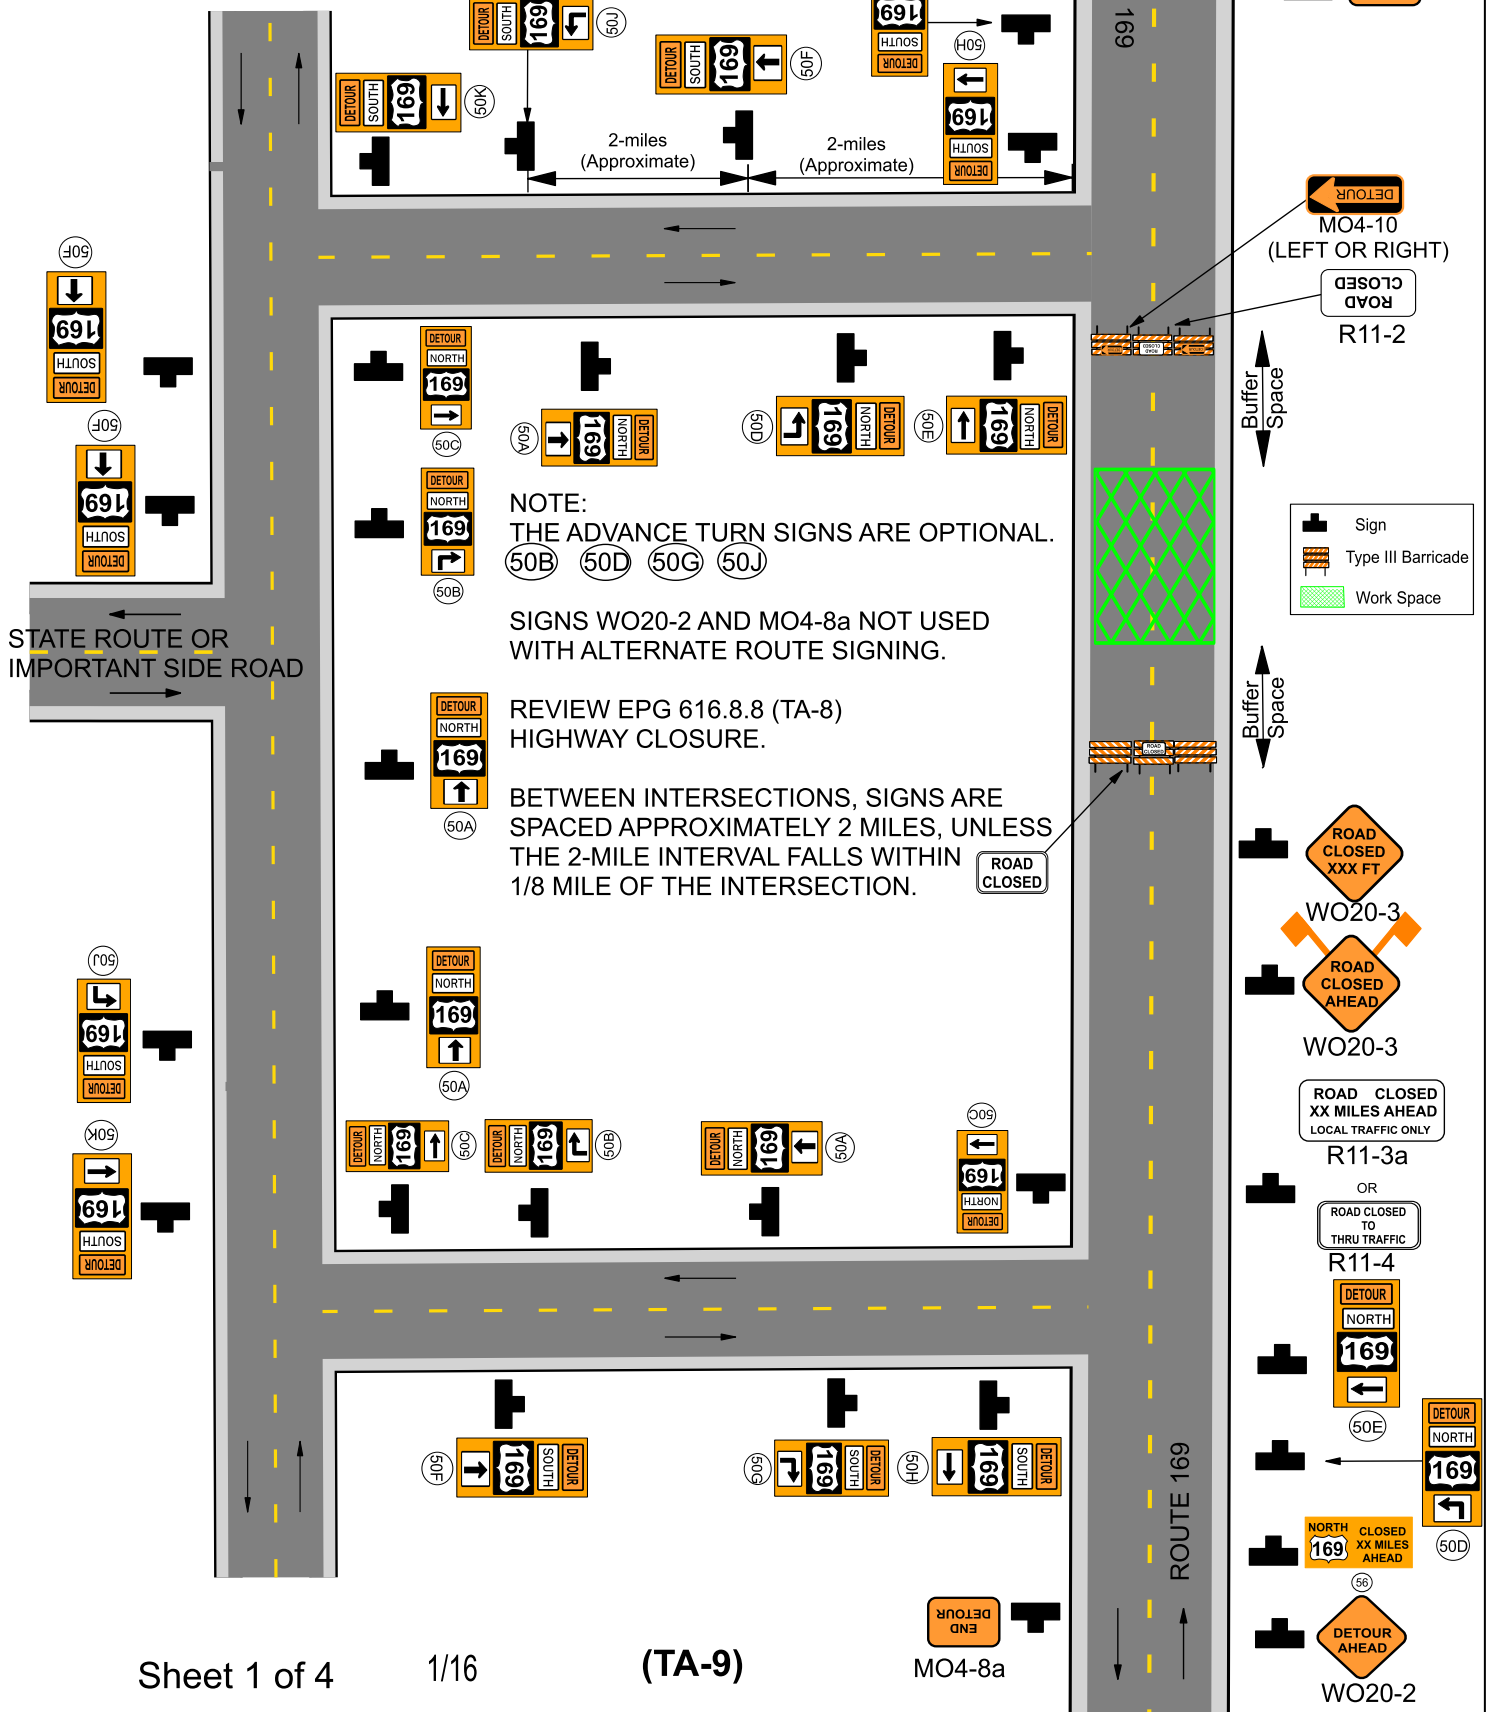 DETOUR
SOUTH
169
50J
DETOUR
SOUTH
169
50K
DETOUR
SOUTH
169
50F
169
SOUTH
DETOUR
50H
169
SOUTH
DETOUR
169
2-miles
(Approximate)
2-miles
(Approximate)
DETOUR
MO4-10
(LEFT OR RIGHT)
ROAD
CLOSED
R11-2
50F
169
SOUTH
DETOUR
50F
169
SOUTH
DETOUR
DETOUR
NORTH
169
50C
50A
169
NORTH
DETOUR
50D
169
NORTH
DETOUR
50E
169
NORTH
DETOUR
DETOUR
ROAD
CLOSED
DETOUR
Buffer
Space
DETOUR
NORTH
169
50B
NOTE:
THE ADVANCE TURN SIGNS ARE OPTIONAL.
50B 50D 50G 50J
SIGNS WO20-2 AND MO4-8a NOT USED
WITH ALTERNATE ROUTE SIGNING.
Sign
Type III Barricade
Work Space
STATE ROUTE OR
IMPORTANT SIDE ROAD
DETOUR
NORTH
169
50A
REVIEW EPG 616.8.8 (TA-8)
HIGHWAY CLOSURE.
Buffer
Space
ROAD
CLOSED
BETWEEN INTERSECTIONS, SIGNS ARE
SPACED APPROXIMATELY 2 MILES, UNLESS
THE 2-MILE INTERVAL FALLS WITHIN
1/8 MILE OF THE INTERSECTION.
ROAD
CLOSED
ROAD
CLOSED
XXX FT
WO20-3
ROAD
CLOSED
AHEAD
WO20-3
50J
169
SOUTH
DETOUR
DETOUR
NORTH
169
50A
ROAD CLOSED
XX MILES AHEAD
LOCAL TRAFFIC ONLY
R11-3a
OR
ROAD CLOSED
TO
THRU TRAFFIC
R11-4
50K
169
SOUTH
DETOUR
DETOUR
NORTH
169
50C
DETOUR
NORTH
169
50B
DETOUR
NORTH
169
50A
50C
169
NORTH
DETOUR
DETOUR
NORTH
169
50E
50F
169
SOUTH
DETOUR
50G
169
SOUTH
DETOUR
50H
169
SOUTH
DETOUR
ROUTE 169
DETOUR
NORTH
169
50D
NORTH
169
CLOSED
XX MILES
AHEAD
56
DETOUR
AHEAD
WO20-2
END
DETOUR
MO4-8a
Sheet 1 of 4
1/16
(TA-9)